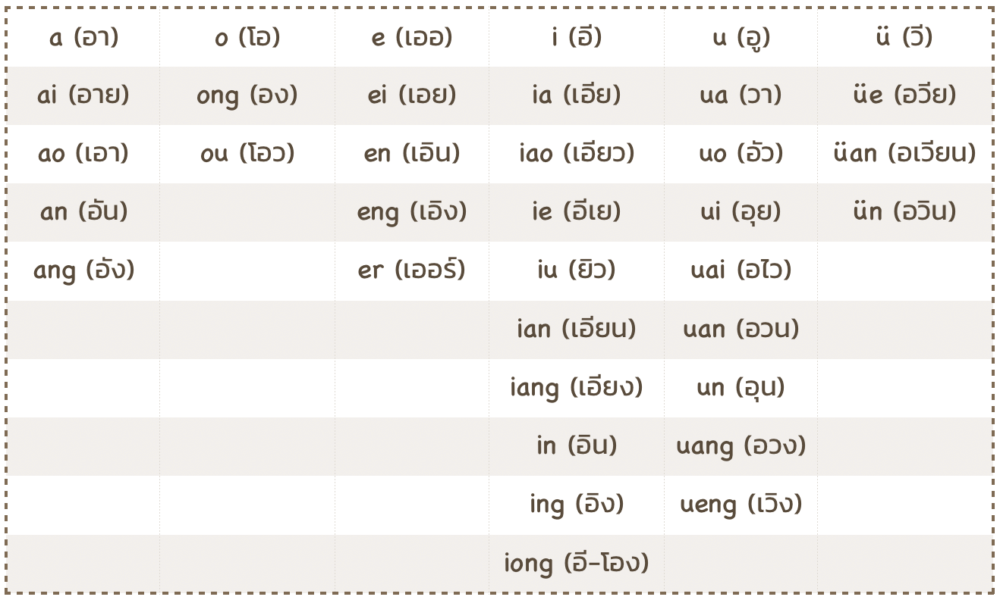 a (อา) o (โอ) e (เออ) i (อี) u (อู) ü (วี)
ai (อาย) ong (อง) ei (เอย) ia (เอีย) ua (วา) üe (อวีย)
ao (เอา) ou (โอว) en (เอิน) iao (เอียว) uo (อัว) üan (อเวียน)
an (อัน) eng (เอิง) ie (อีเย) ui (อุย) ün (อวิน)
ang (อัง) er (เออร์) iu (ยิว) uai (อไว)
ian (เอียน) uan (อวน)
iang (เอียง) un (อุน)
in (อิน) uang (อวง)
ing (อิง) ueng (เวิง)
iong (อี-โอง)